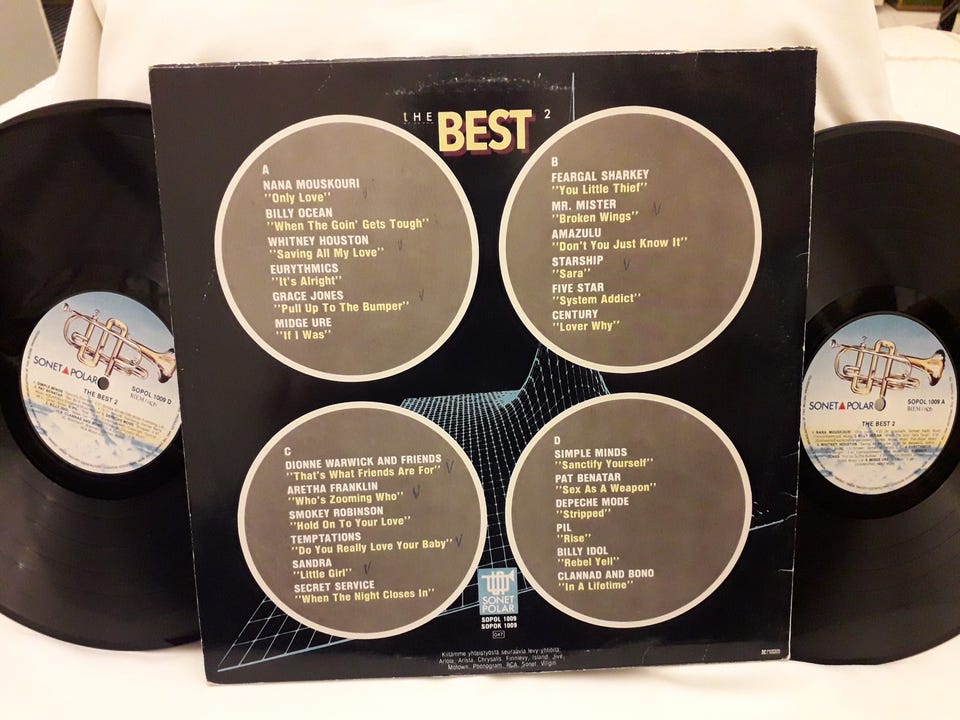 THE BEST 2
A
NANA MOUSKOURI
"Only Love"
BILLY OCEAN
"When The Goin' Gets Tough"
WHITNEY HOUSTON
"Saving All My Love"
EURYTHMICS
"It's Alright"
GRACE JONES
"Pull Up To The Bumper"
MIDGE URE
"If I Was"
B
FEARGAL SHARKEY
"You Little Thief"
MR. MISTER
"Broken Wings"
AMAZULU
"Don't You Just Know It"
STARSHIP
"Sara"
FIVE STAR
"System Addict"
CENTURY
"Lover Why"
C
DIONNE WARWICK AND FRIENDS
"That's What Friends Are For"
ARETHA FRANKLIN
"Who's Zooming Who"
SMOKEY ROBINSON
"Hold On To Your Love"
TEMPTATIONS
"Do You Really Love Your Baby"
SANDRA
"Little Girl"
SECRET SERVICE
"When The Night Closes In"
D
SIMPLE MINDS
"Sanctify Yourself"
PAT BENATAR
"Sex As A Weapon"
DEPECHE MODE
"Stripped"
PIL
"Rise"
BILLY IDOL
"Rebel Yell"
CLANNAD AND BONO
"In A Lifetime"
SONET
POLAR
SOPOL 1009
SOPOK 1009
047
Kiitämme yhteistyöstä seuraavia levy-yhtiöitä:
Ariola, Arista, Chrysalis, Finnlevy, Island, Jive,
Motown, Phonogram, RCA, Sonet, Virgin.
SONET POLAR
SOPOL 1009 D
BIEM/ncb
THE BEST 2
SONET POLAR
SOPOL 1009 A
BIEM/ncb
THE BEST 2
1 NANA MOUSKOURI